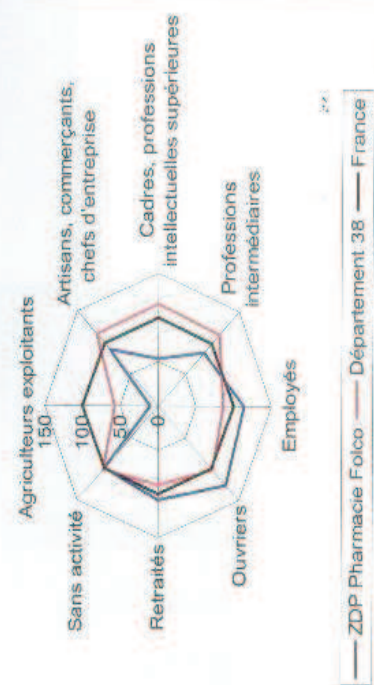 Agriculteurs exploitants
Artisans, commerçants,
chefs d'entreprise
Cadres, professions
intellectuelles supérieures
Professions
intermédiaires
Employés
Ouvriers
Retraités
Sans activité
150
100
50
0
ZDP Pharmacie Folco
Département 38
France